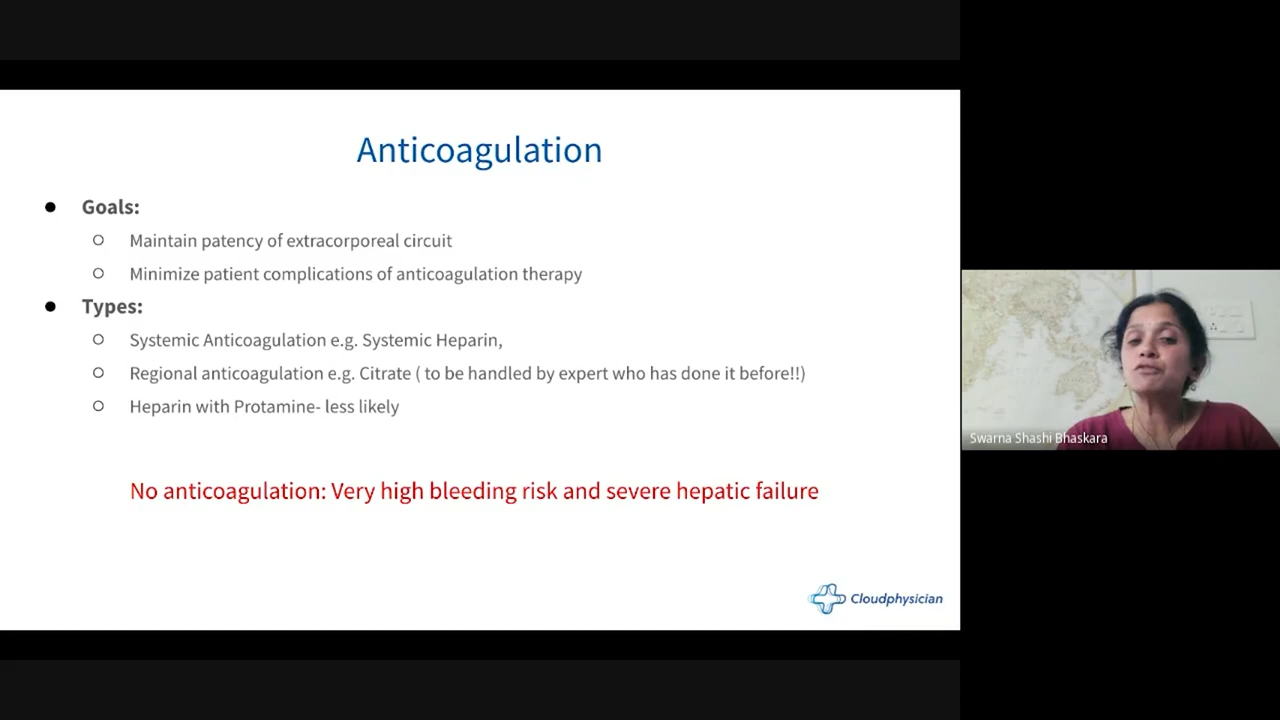 Anticoagulation
● Goals:
○ Maintain patency of extracorporeal circuit
○ Minimize patient complications of anticoagulation therapy
● Types:
○ Systemic Anticoagulation e.g. Systemic Heparin,
○ Regional anticoagulation e.g. Citrate ( to be handled by expert who has done it before!!)
○ Heparin with Protamine- less likely
No anticoagulation: Very high bleeding risk and severe hepatic failure
Cloudphysician
Swarna Shashi Bhaskara